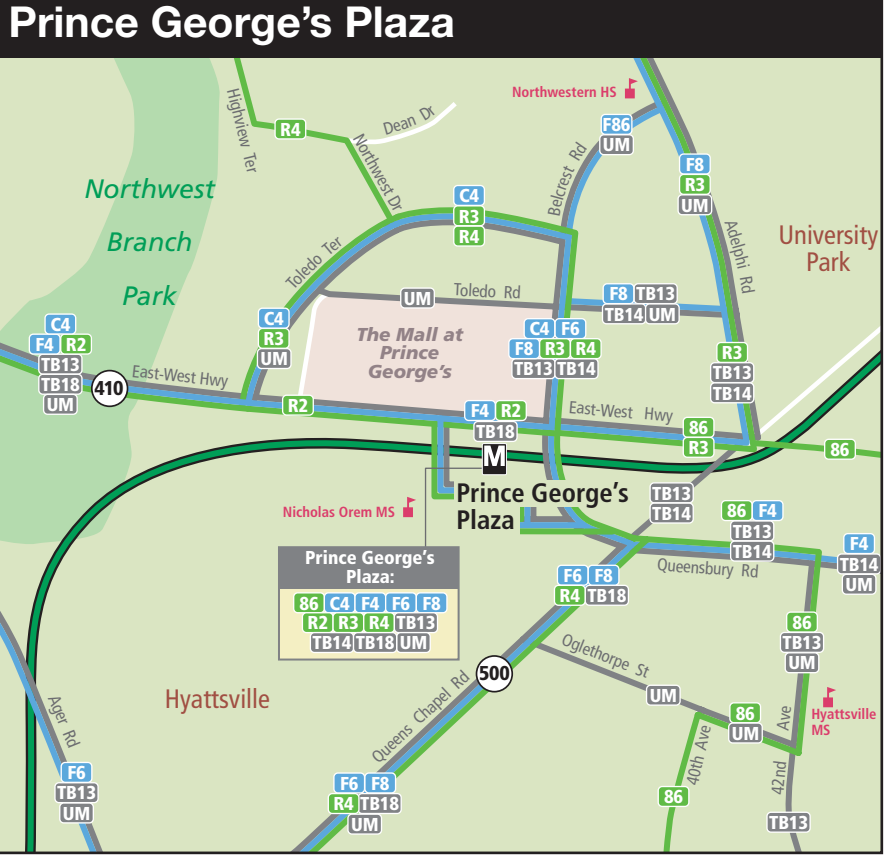 Prince George's Plaza
Northwestern HS
Highview Ter
R4
Dean Dr
Northwest Dr
Northwest
Branch
Park
C4
R3
R4
Belcrest Rd
F86
UM
F8
R3
UM
Adelphi Rd
University
Park
Toledo Ter
UM
Toledo Rd
F8 TB13
TB14 UM
C4
R3
UM
The Mall at
Prince
George's
C4 F6
F8 R3 R4
TB13 TB14
C4
F4 R2
TB13
TB18
UM
410
East-West Hwy
R2
F4 R2
TB18
East-West Hwy
86
R3
R3
TB13
TB14
86
M
Prince George's
Plaza
Nicholas Orem MS
TB13
TB14
86 F4
TB13
TB14
Queensbury Rd
F4
TB14
UM
Prince George's
Plaza:
86 C4 F4 F6 F8
R2 R3 R4 TB13
TB14 TB18 UM
F6 F8
R4 TB18
86
TB13
UM
Oglethorpe St
UM
500
Queens Chapel Rd
Hyattsville
Ager Rd
86
UM
Hyattsville
MS
40th Ave
42nd Ave
86
TB13
F6
TB13
UM
F6 F8
R4 TB18
UM